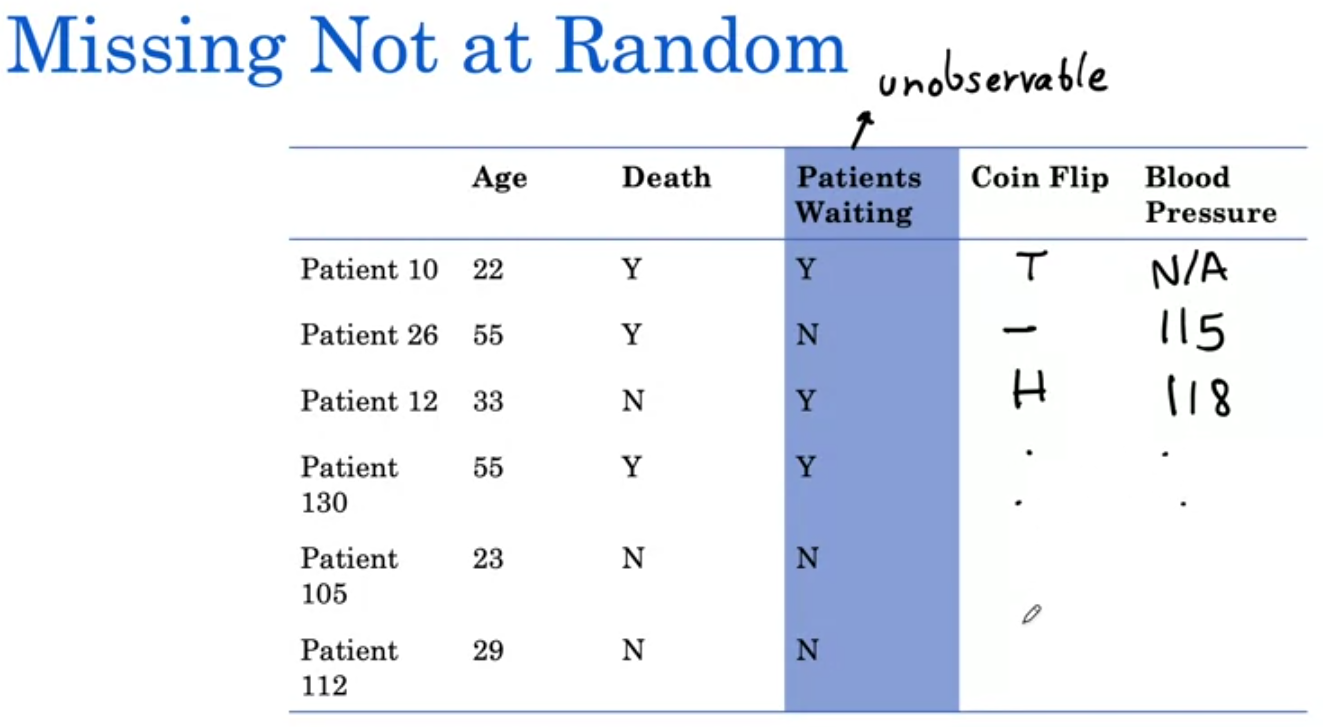 Missing Not at Random
unobservable
Age Death Patients Waiting Coin Flip Blood Pressure
Patient 10 22 Y Y T N/A
Patient 26 55 Y N – 115
Patient 12 33 N Y H 118
Patient 130 55 Y Y
Patient 105 23 N N
Patient 112 29 N N